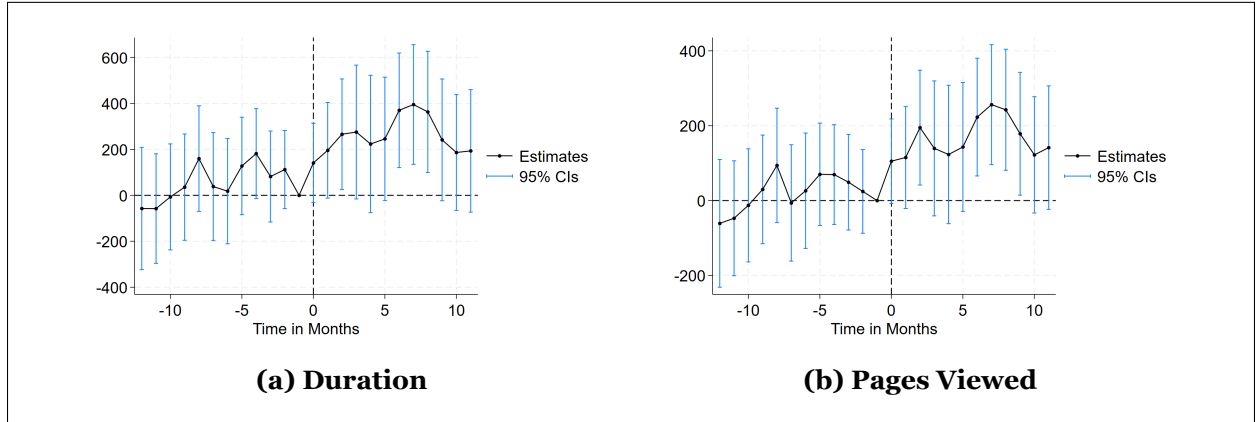 600
400
200
0
-200
-400
-10 -5 0 5 10
Time in Months
Estimates
95% CIs
(a) Duration
400
200
0
-200
-10 -5 0 5 10
Time in Months
Estimates
95% CIs
(b) Pages Viewed